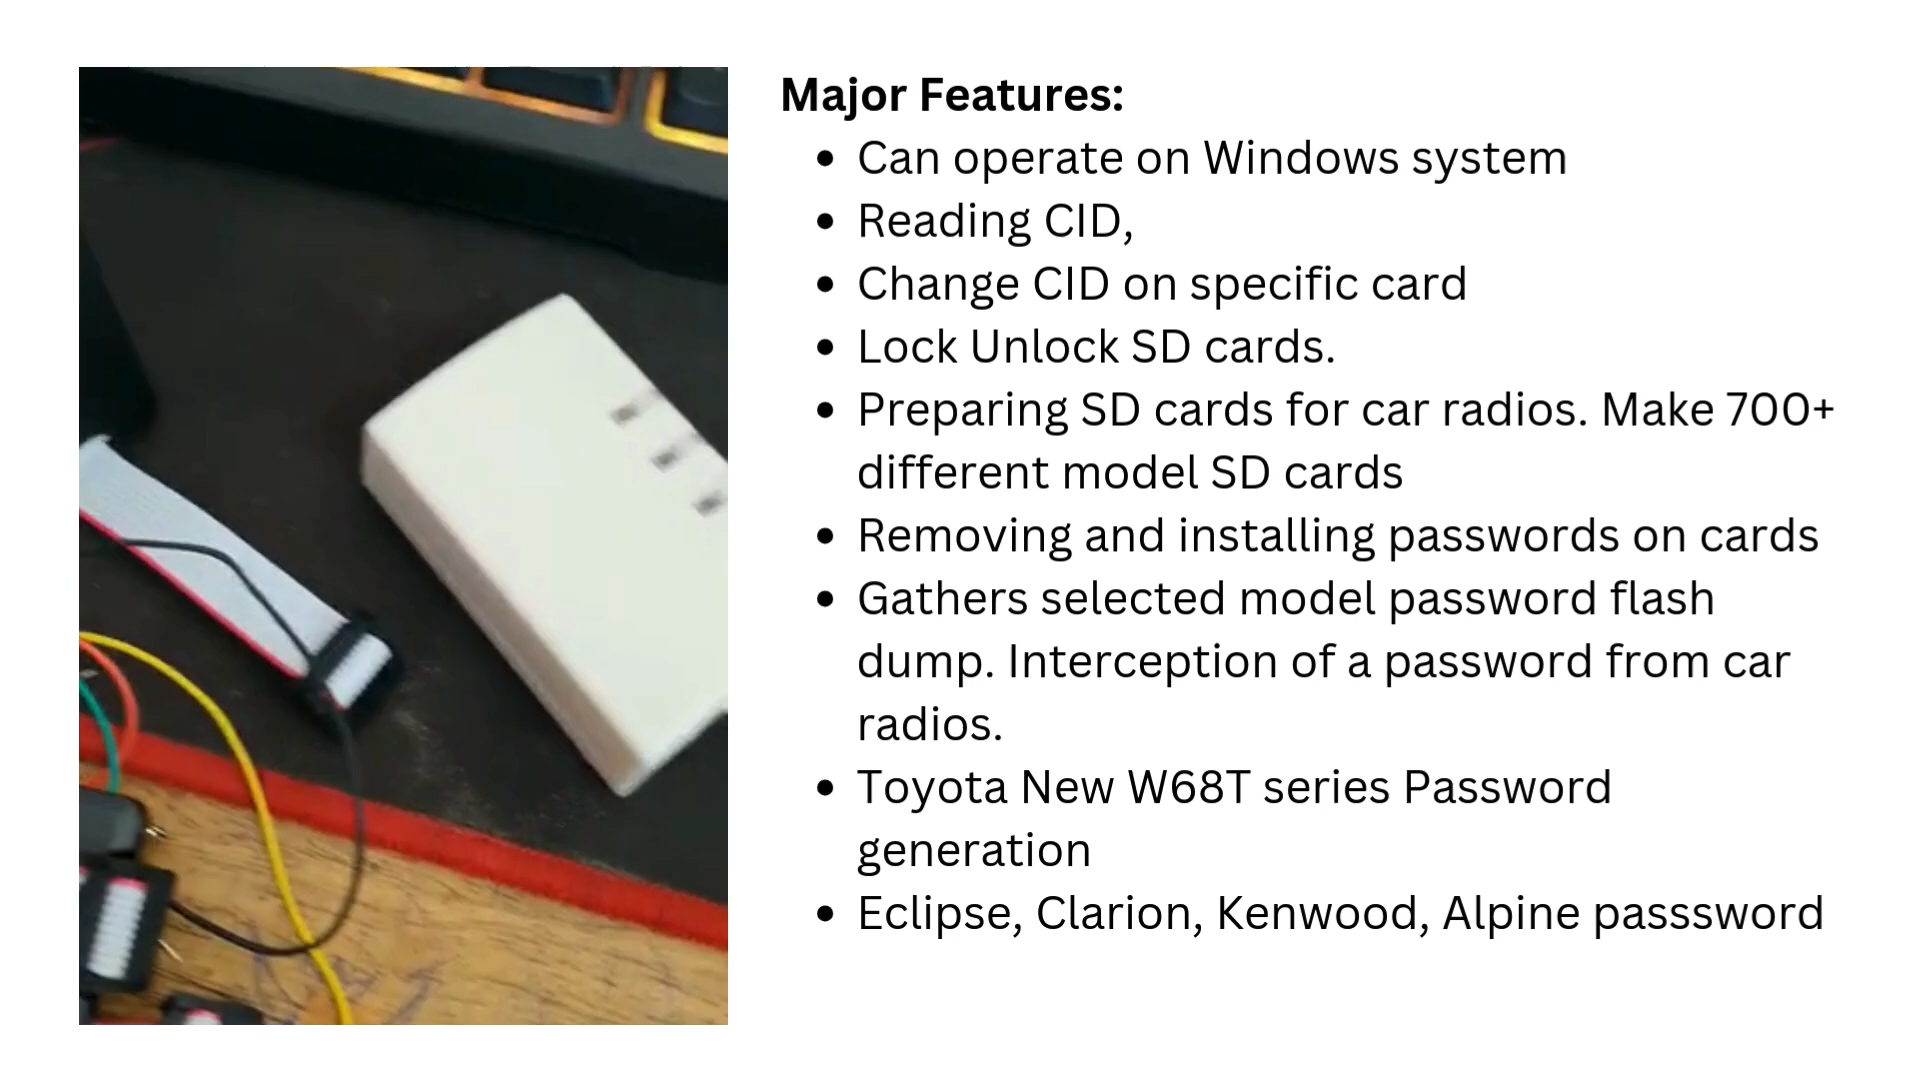 Major Features:
• Can operate on Windows system
• Reading CID,
• Change CID on specific card
• Lock Unlock SD cards.
• Preparing SD cards for car radios. Make 700+
different model SD cards
• Removing and installing passwords on cards
• Gathers selected model password flash
dump. Interception of a password from car
radios.
• Toyota New W68T series Password
generation
• Eclipse, Clarion, Kenwood, Alpine passsword